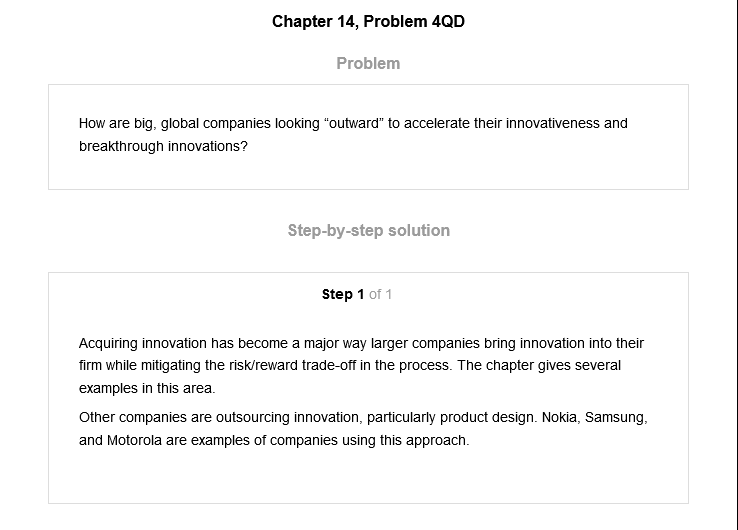 Chapter 14, Problem 4QD
Problem
How are big, global companies looking “outward” to accelerate their innovativeness and
breakthrough innovations?
Step-by-step solution
Step 1 of 1
Acquiring innovation has become a major way larger companies bring innovation into their
firm while mitigating the risk/reward trade-off in the process. The chapter gives several
examples in this area.
Other companies are outsourcing innovation, particularly product design. Nokia, Samsung,
and Motorola are examples of companies using this approach.